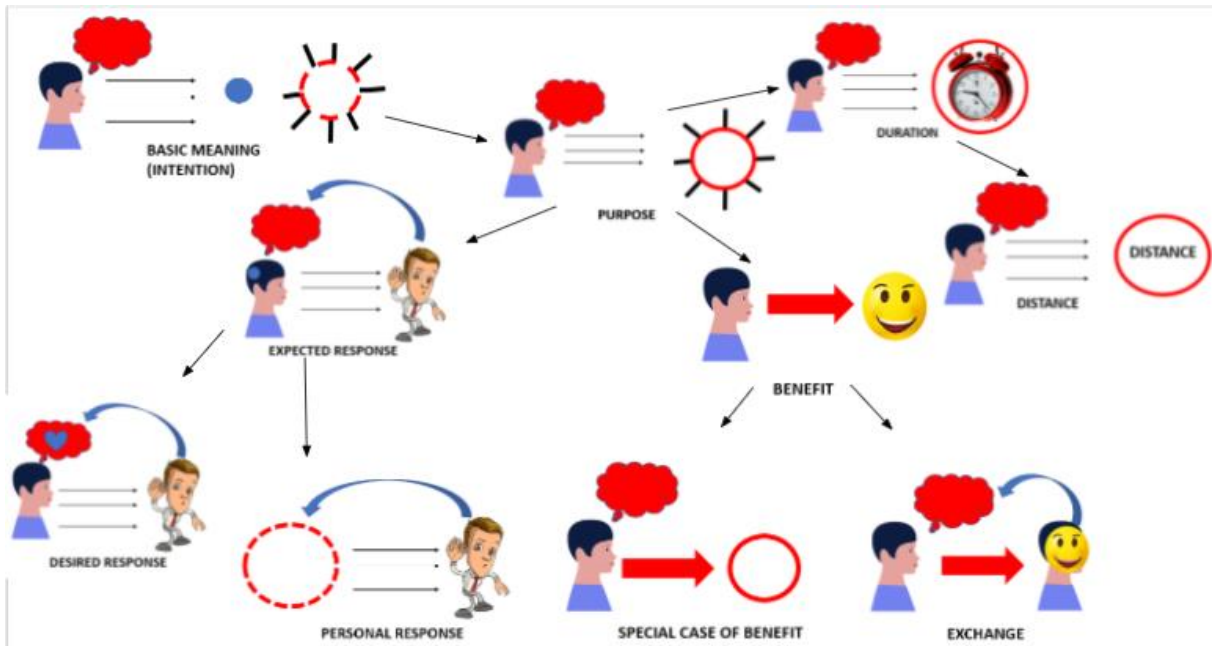 BASIC MEANING
(INTENTION)
PURPOSE
DURATION
DISTANCE
DISTANCE
EXPECTED RESPONSE
BENEFIT
DESIRED RESPONSE
PERSONAL RESPONSE
SPECIAL CASE OF BENEFIT
EXCHANGE